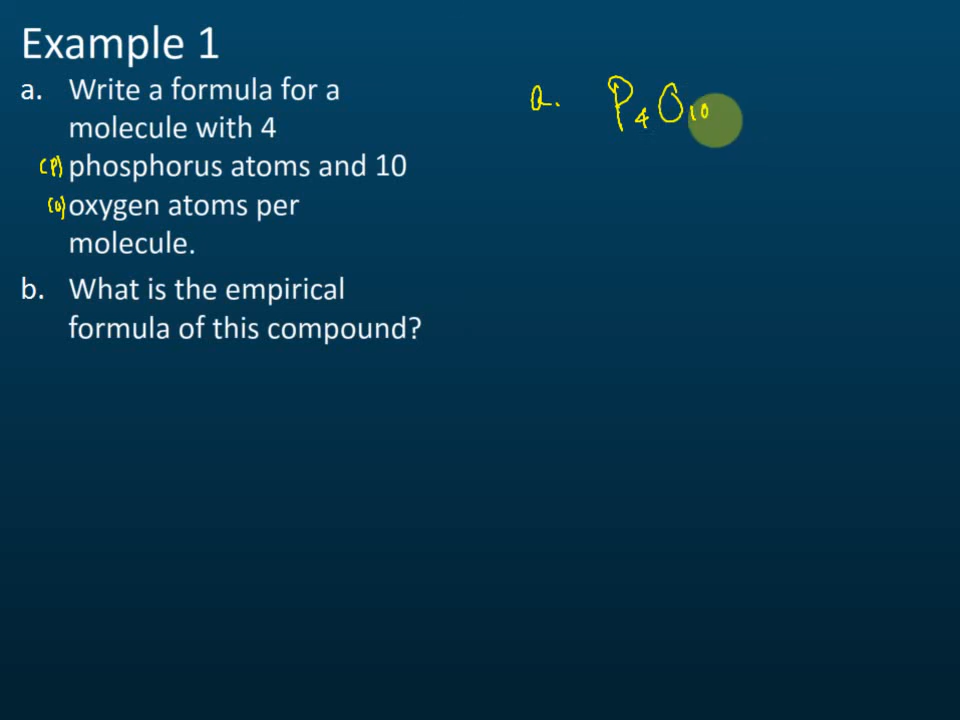 Example 1
a. Write a formula for a
molecule with 4
(P) phosphorus atoms and 10
(O) oxygen atoms per
molecule.
b. What is the empirical
formula of this compound?
a. P₄O₁₀